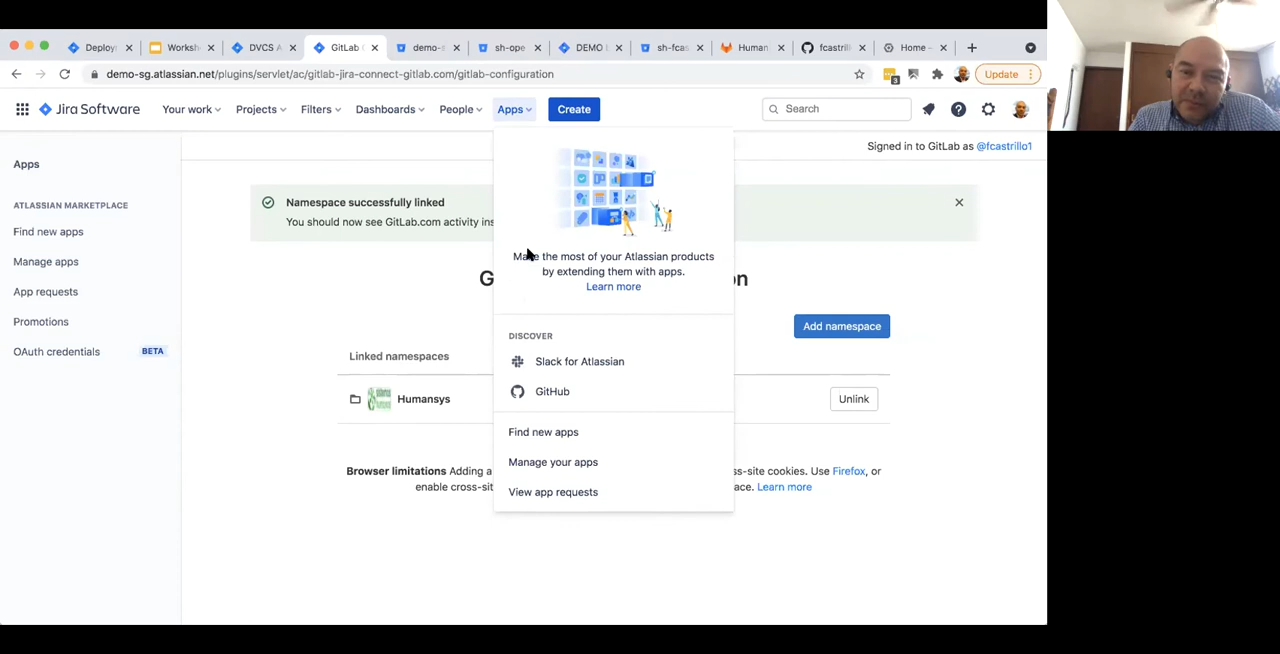 Deploy
Worksh
DVCS A
GitLab
demo-s
sh-ope
DEMO
sh-fcas
Human
fcastrill
Home –
demo-sg.atlassian.net/plugins/servlet/ac/gitlab-jira-connect-gitlab.com/gitlab-configuration
3
Update
Jira Software
Your work
Projects
Filters
Dashboards
People
Apps
Create
Search
Signed in to GitLab as @fcastrillo1
Apps
ATLASSIAN MARKETPLACE
Find new apps
Manage apps
App requests
Promotions
OAuth credentials BETA
Namespace successfully linked
You should now see GitLab.com activity ins
G
on
Add namespace
Linked namespaces
Humansys
Unlink
Browser limitations Adding a
ss-site cookies. Use Firefox, or
enable cross-sit
ace. Learn more
Make the most of your Atlassian products
by extending them with apps.
Learn more
DISCOVER
Slack for Atlassian
GitHub
Find new apps
Manage your apps
View app requests